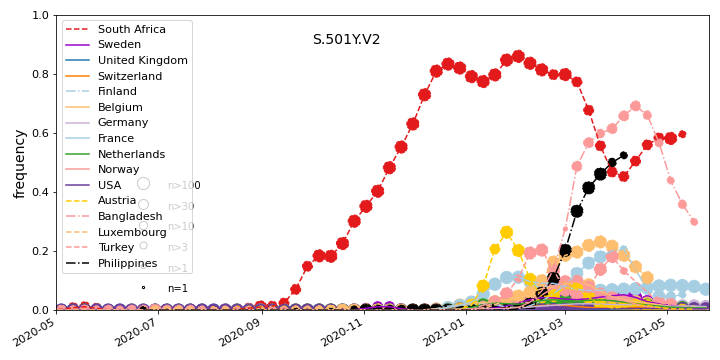 S.501Y.V2
frequency
1.0
0.8
0.6
0.4
0.2
0.0
South Africa
Sweden
United Kingdom
Switzerland
Finland
Belgium
Germany
France
Netherlands
Norway
USA
Austria
Bangladesh
Luxembourg
Turkey
Philippines
n>100
n>30
n>10
n>3
n>1
n=1
2020-05
2020-07
2020-09
2020-11
2021-01
2021-03
2021-05